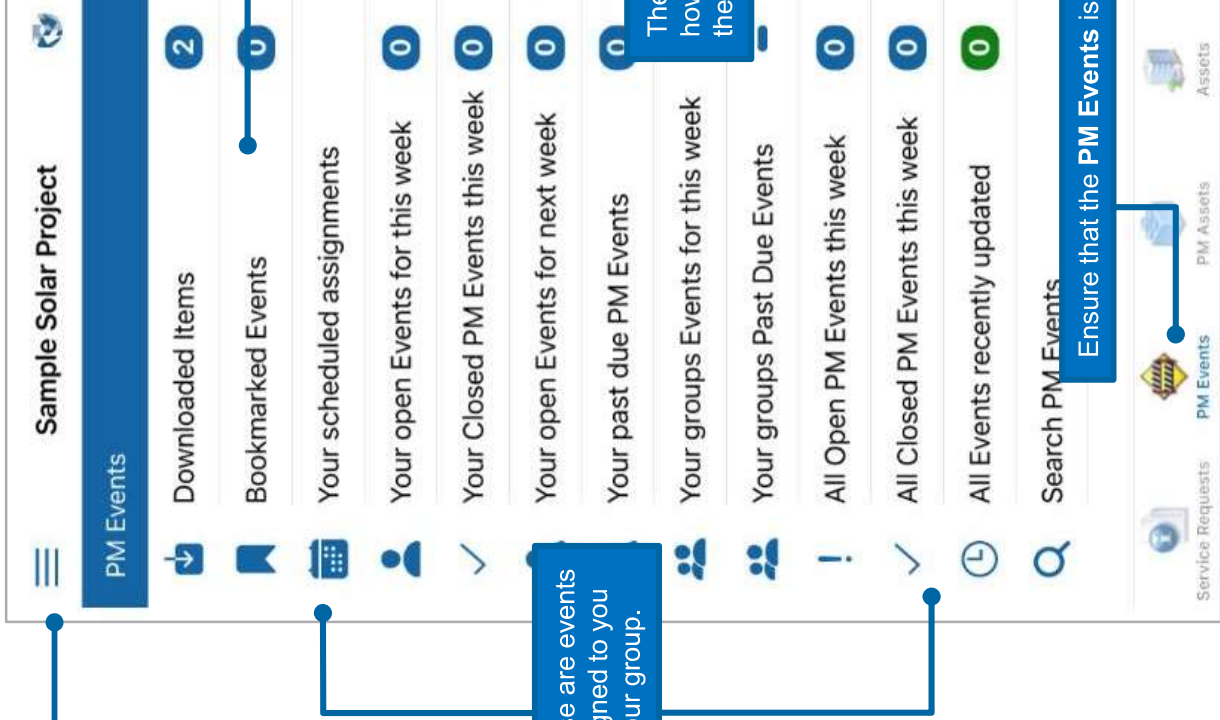 Sample Solar Project
PM Events
Downloaded Items 2
Bookmarked Events 0
Your scheduled assignments
Your open Events for this week 0
Your Closed PM Events this week 0
Your open Events for next week 0
Your past due PM Events 0
Your groups Events for this week
Your groups Past Due Events
All Open PM Events this week 0
All Closed PM Events this week 0
All Events recently updated 0
Search PM Events
Service Requests
PM Events
PM Assets
Assets
are events
to you
group.
the
Ensure that the PM Events is